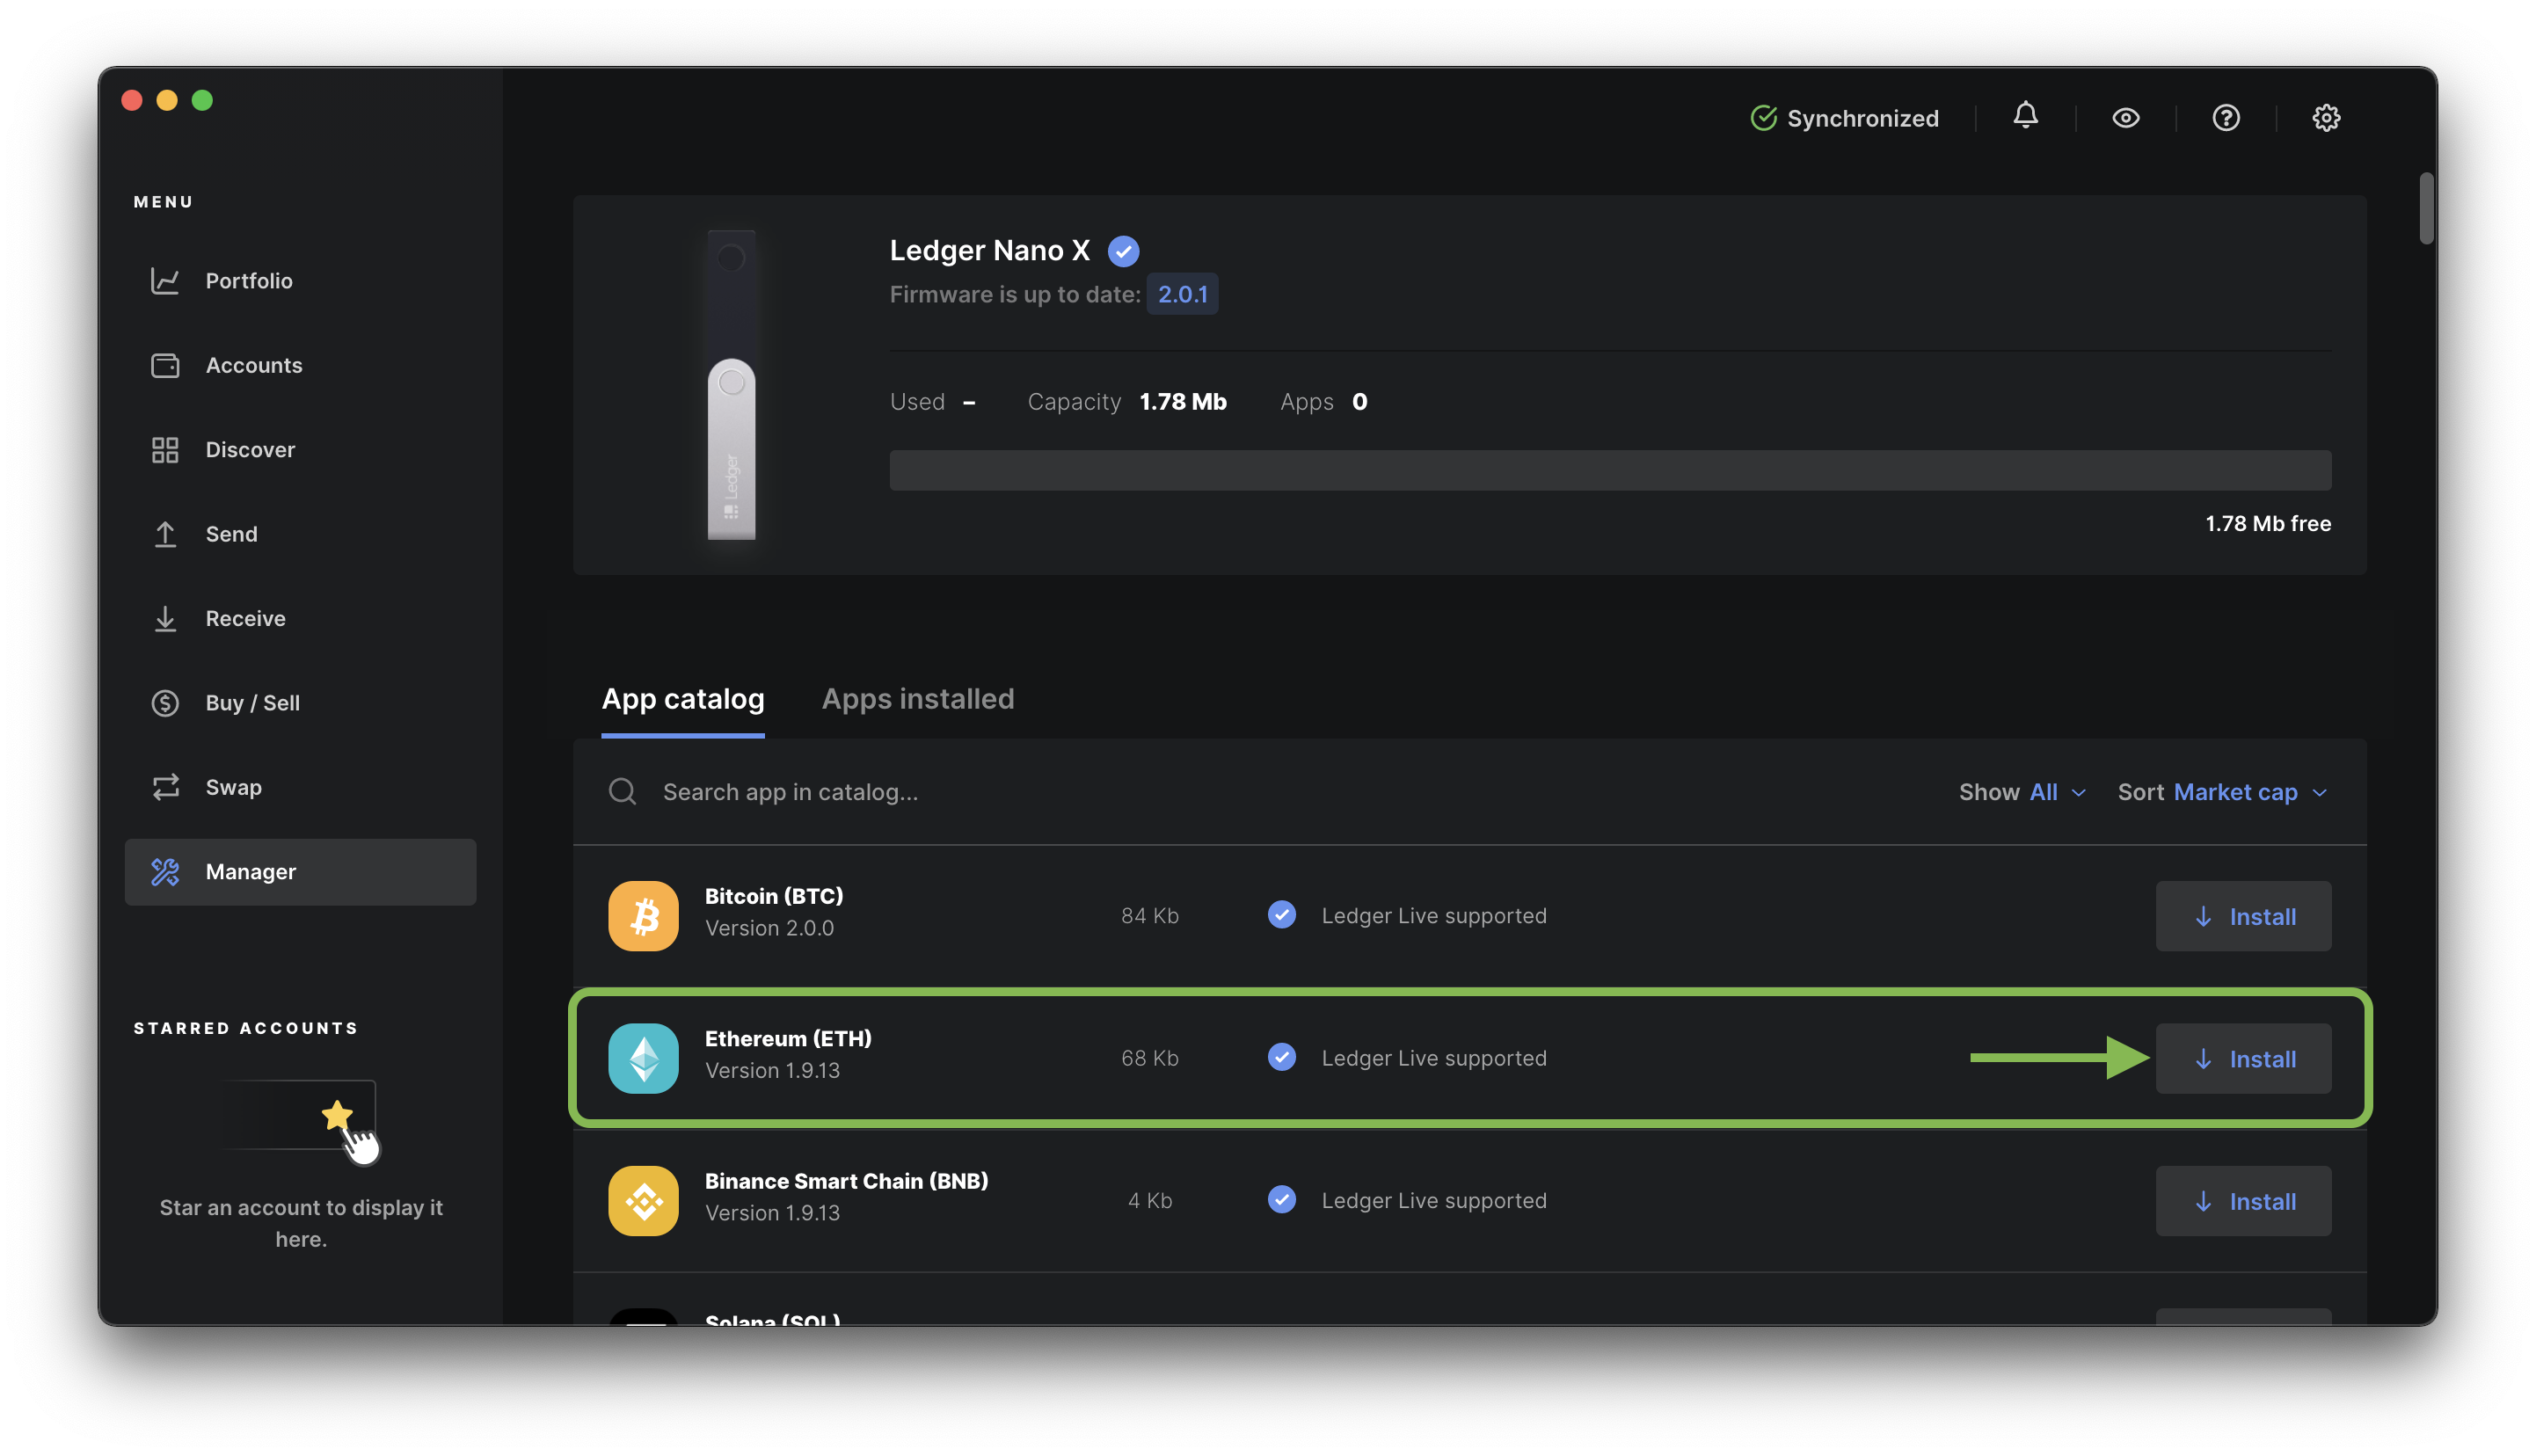 Synchronized
MENU
Portfolio
Accounts
Discover
Send
Receive
Buy / Sell
Swap
Manager
STARRED ACCOUNTS
Star an account to display it
here.
Ledger
Ledger Nano X
Firmware is up to date: 2.0.1
Used – Capacity 1.78 Mb Apps 0
1.78 Mb free
App catalog Apps installed
Search app in catalog... Show All Sort Market cap
Bitcoin (BTC)
Version 2.0.0
84 Kb Ledger Live supported Install
Ethereum (ETH)
Version 1.9.13
68 Kb Ledger Live supported Install
Binance Smart Chain (BNB)
Version 1.9.13
4 Kb Ledger Live supported Install
Solana (SOL)